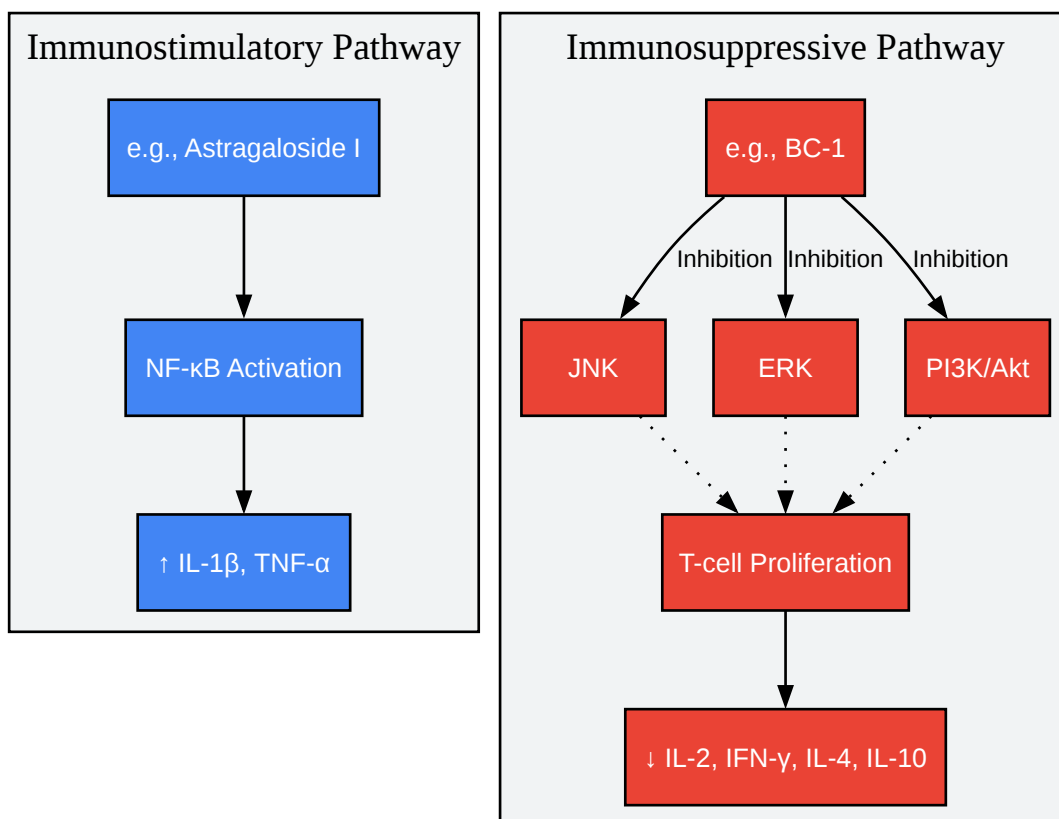 Immunostimulatory Pathway
e.g., Astragaloside I
NF-κB Activation
↑ IL-1β, TNF-α
Immunosuppressive Pathway
e.g., BC-1
Inhibition
Inhibition
Inhibition
JNK
ERK
PI3K/Akt
T-cell Proliferation
↓ IL-2, IFN-γ, IL-4, IL-10